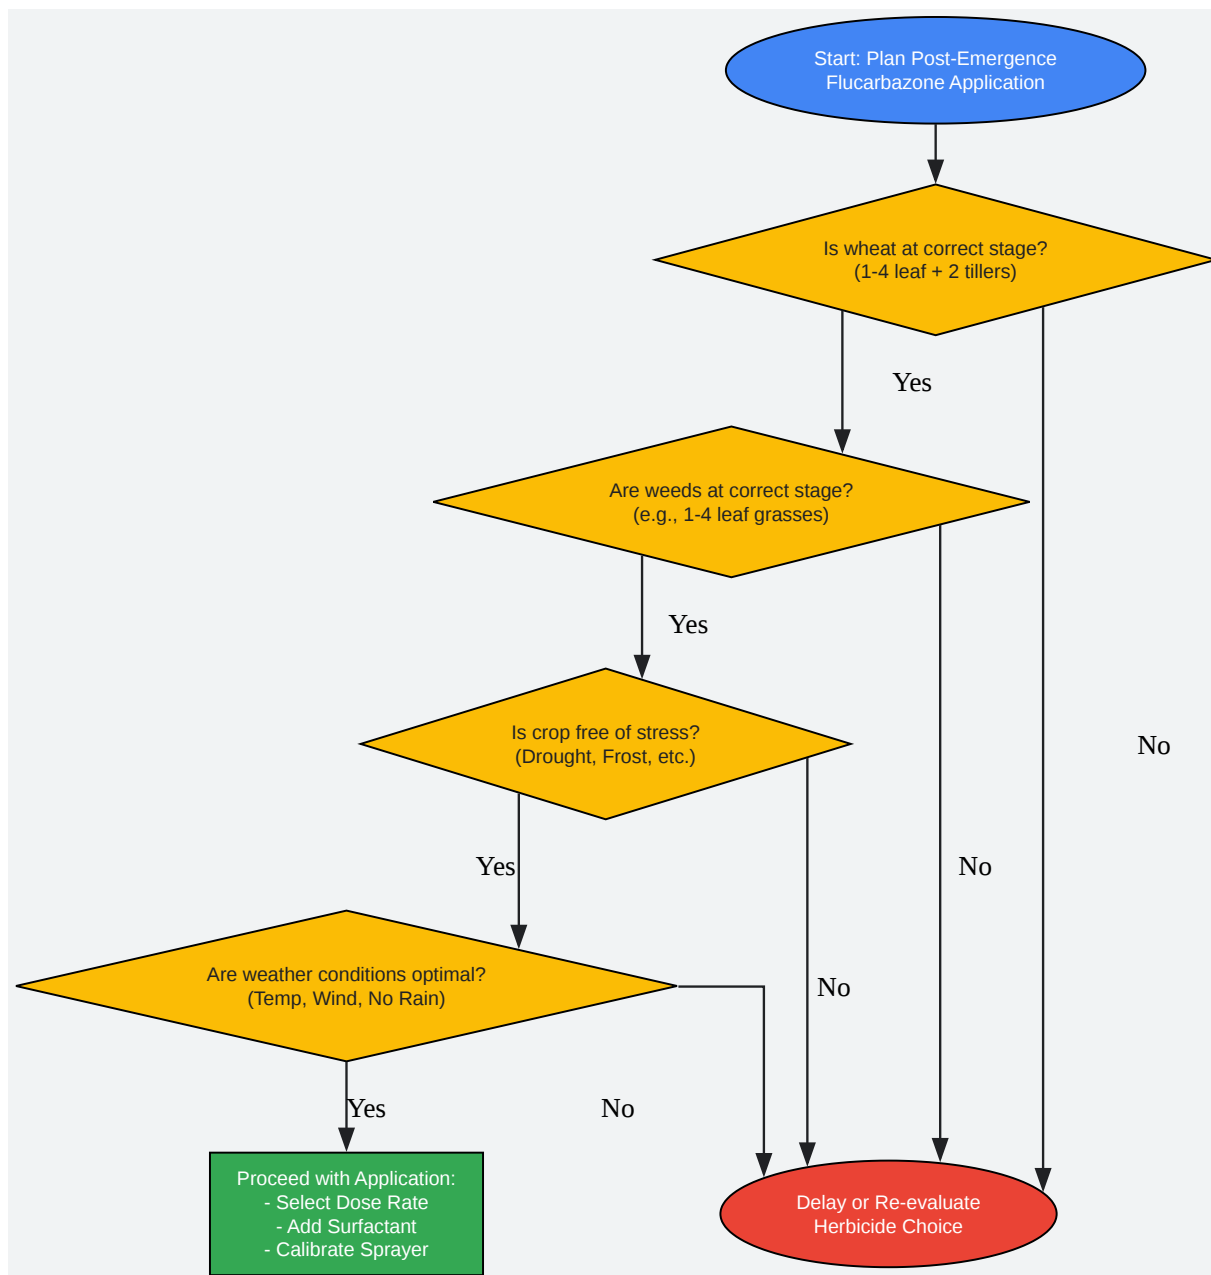 Start: Plan Post-Emergence
Flucarbazone Application
Is wheat at correct stage?
(1-4 leaf + 2 tillers)
Yes
Are weeds at correct stage?
(e.g., 1-4 leaf grasses)
Yes
Is crop free of stress?
(Drought, Frost, etc.)
No
Yes
No
Are weather conditions optimal?
(Temp, Wind, No Rain)
No
Yes
No
Proceed with Application:
- Select Dose Rate
- Add Surfactant
- Calibrate Sprayer
Delay or Re-evaluate
Herbicide Choice